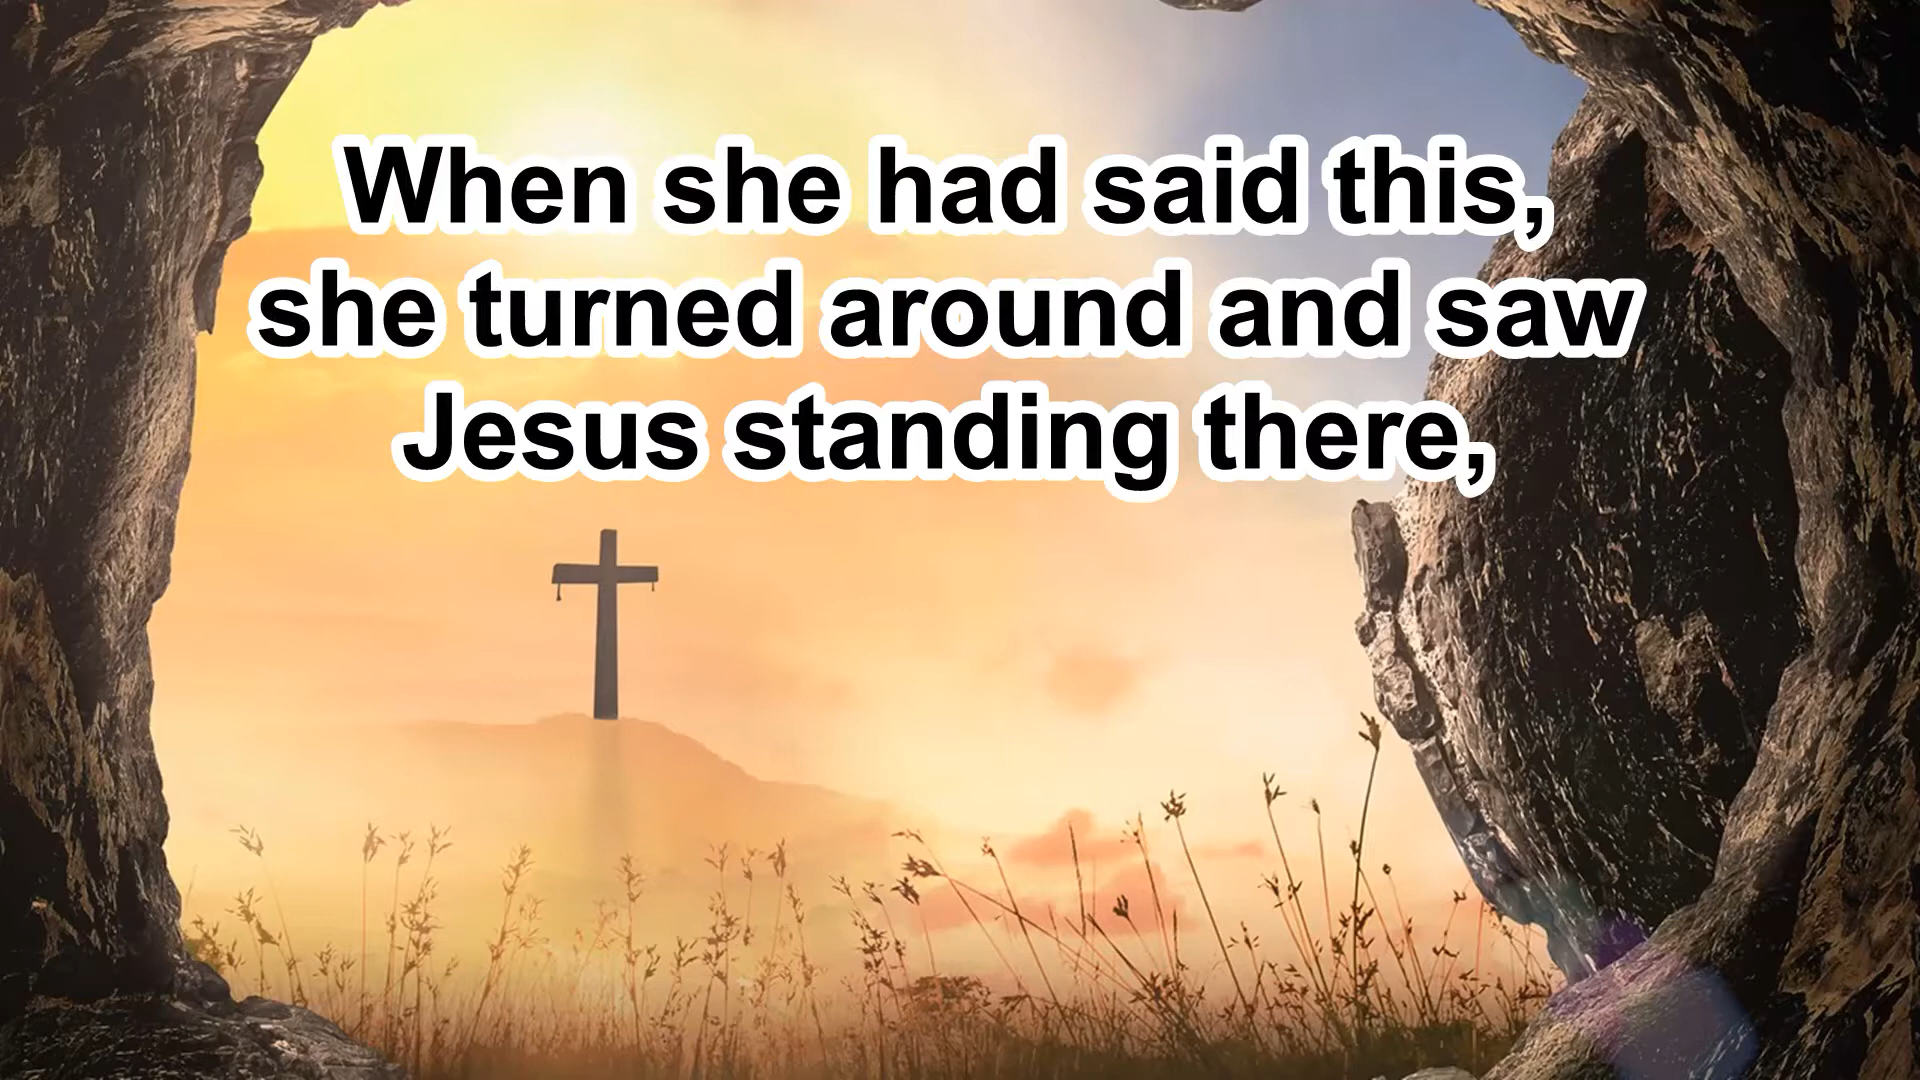 When she had said this,
she turned around and saw
Jesus standing there,